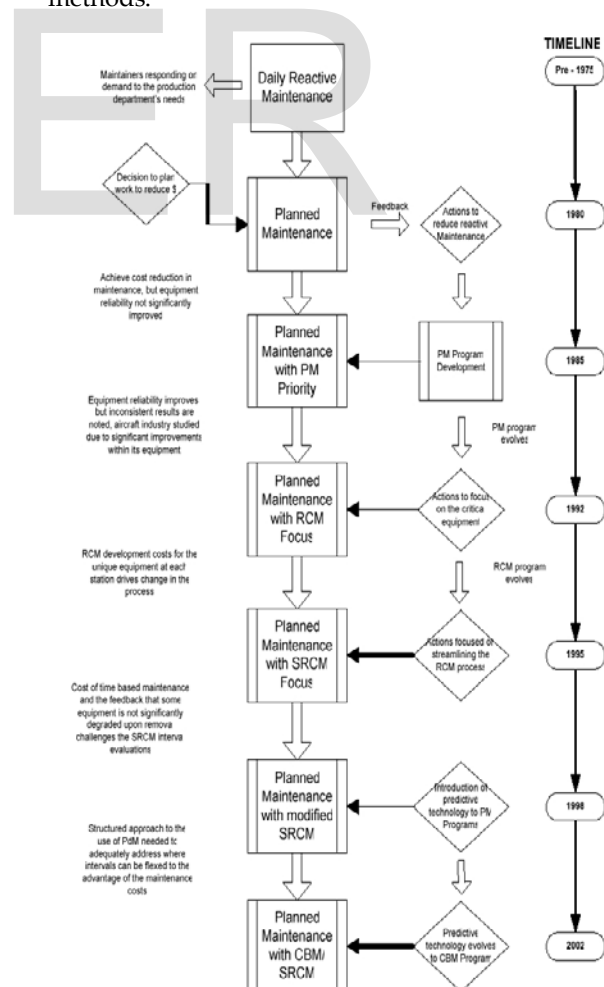 methods.
ER
TIMELINE
Pre - 1975
Daily Reactive
Maintenance
Maintainers responding on
demand to the production
department's needs
Decision to plan
work to reduce $
Planned
Maintenance
Feedback
Actions to
reduce reactive
Maintenance
1980
Achieve cost reduction in
maintenance, but equipment
reliability not significantly
improved
Planned
Maintenance
with PM
Priority
PM Program
Development
1985
Equipment reliability improves
but inconsistent results are
noted, aircraft industry studied
due to significant improvements
within its equipment
PM program
evolves
Planned
Maintenance
with RCM
Focus
Actions to focus
on the critical
equipment
1992
RCM development costs for the
unique equipment at each
station drives change in the
process
RCM program
evolves
Planned
Maintenance
with SRCM
Focus
Actions focused on
streamlining the
RCM process
1995
Cost of time based maintenance
and the feedback that some
equipment is not significantly
degraded upon removal
challenges the SRCM interval
evaluations
Planned
Maintenance
with modified
SRCM
Introduction of
predictive
technology to PM
Programs
1998
Structured approach to the
use of PdM needed to
adequately address where
intervals can be flexed to the
advantage of the maintenance
costs
Planned
Maintenance
with CBM/
SRCM
Predictive
technology evolves
to CBM Program
2002